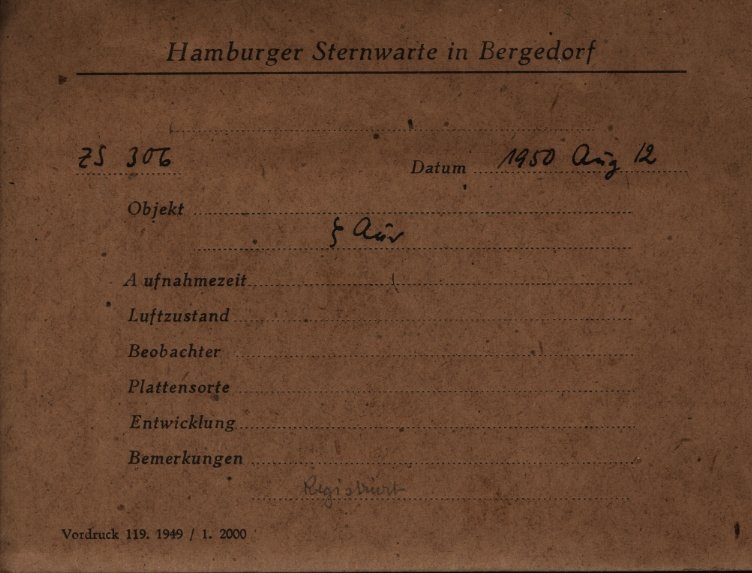 Hamburger Sternwarte in Bergedorf
ZS 306 Datum 1950 Aug 12
Objekt
ζ Aur
Aufnahmezeit
Luftzustand
Beobachter
Plattensorte
Entwicklung
Bemerkungen
Registriert
Vordruck 119. 1949 / 1. 2000